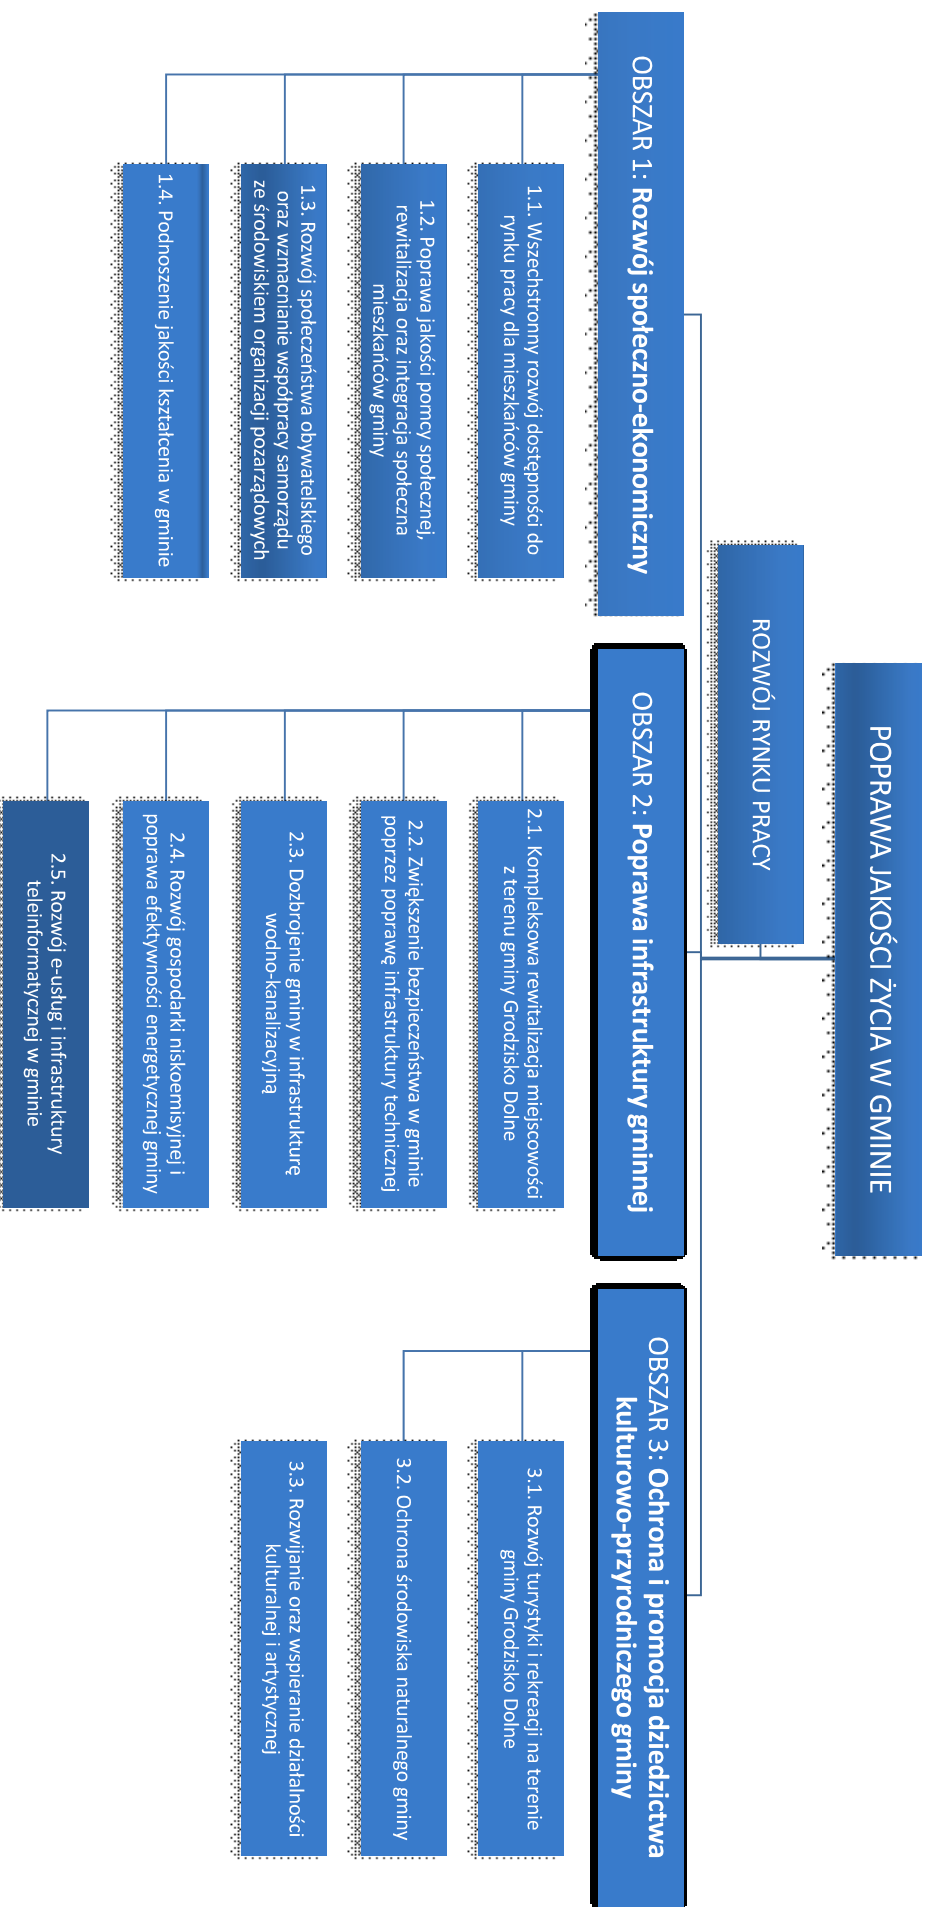 POPRAWA JAKOŚCI ŻYCIA W GMINIE
ROZWÓJ RYNKU PRACY
OBSZAR 1: Rozwój społeczno-ekonomiczny
1.1. Wszechstronny rozwój dostępności do
rynku pracy dla mieszkańców gminy
1.2. Poprawa jakości pomocy społecznej,
rewitalizacja oraz integracja społeczna
mieszkańców gminy
1.3. Rozwój społeczeństwa obywatelskiego
oraz wzmacnianie współpracy samorządu
ze środowiskiem organizacji pozarządowych
1.4. Podnoszenie jakości kształcenia w gminie
OBSZAR 2: Poprawa infrastruktury gminnej
2.1. Kompleksowa rewitalizacja miejscowości
z terenu gminy Grodzisko Dolne
2.2. Zwiększenie bezpieczeństwa w gminie
poprzez poprawę infrastruktury technicznej
2.3. Dozbrojenie gminy w infrastrukturę
wodno-kanalizacyjną
2.4. Rozwój gospodarki niskoemisyjnej i
poprawa efektywności energetycznej gminy
2.5. Rozwój e-usług i infrastruktury
teleinformatycznej w gminie
OBSZAR 3: Ochrona i promocja dziedzictwa
kulturowo-przyrodniczego gminy
3.1. Rozwój turystyki i rekreacji na terenie
gminy Grodzisko Dolne
3.2. Ochrona środowiska naturalnego gminy
3.3. Rozwijanie oraz wspieranie działalności
kulturalnej i artystycznej